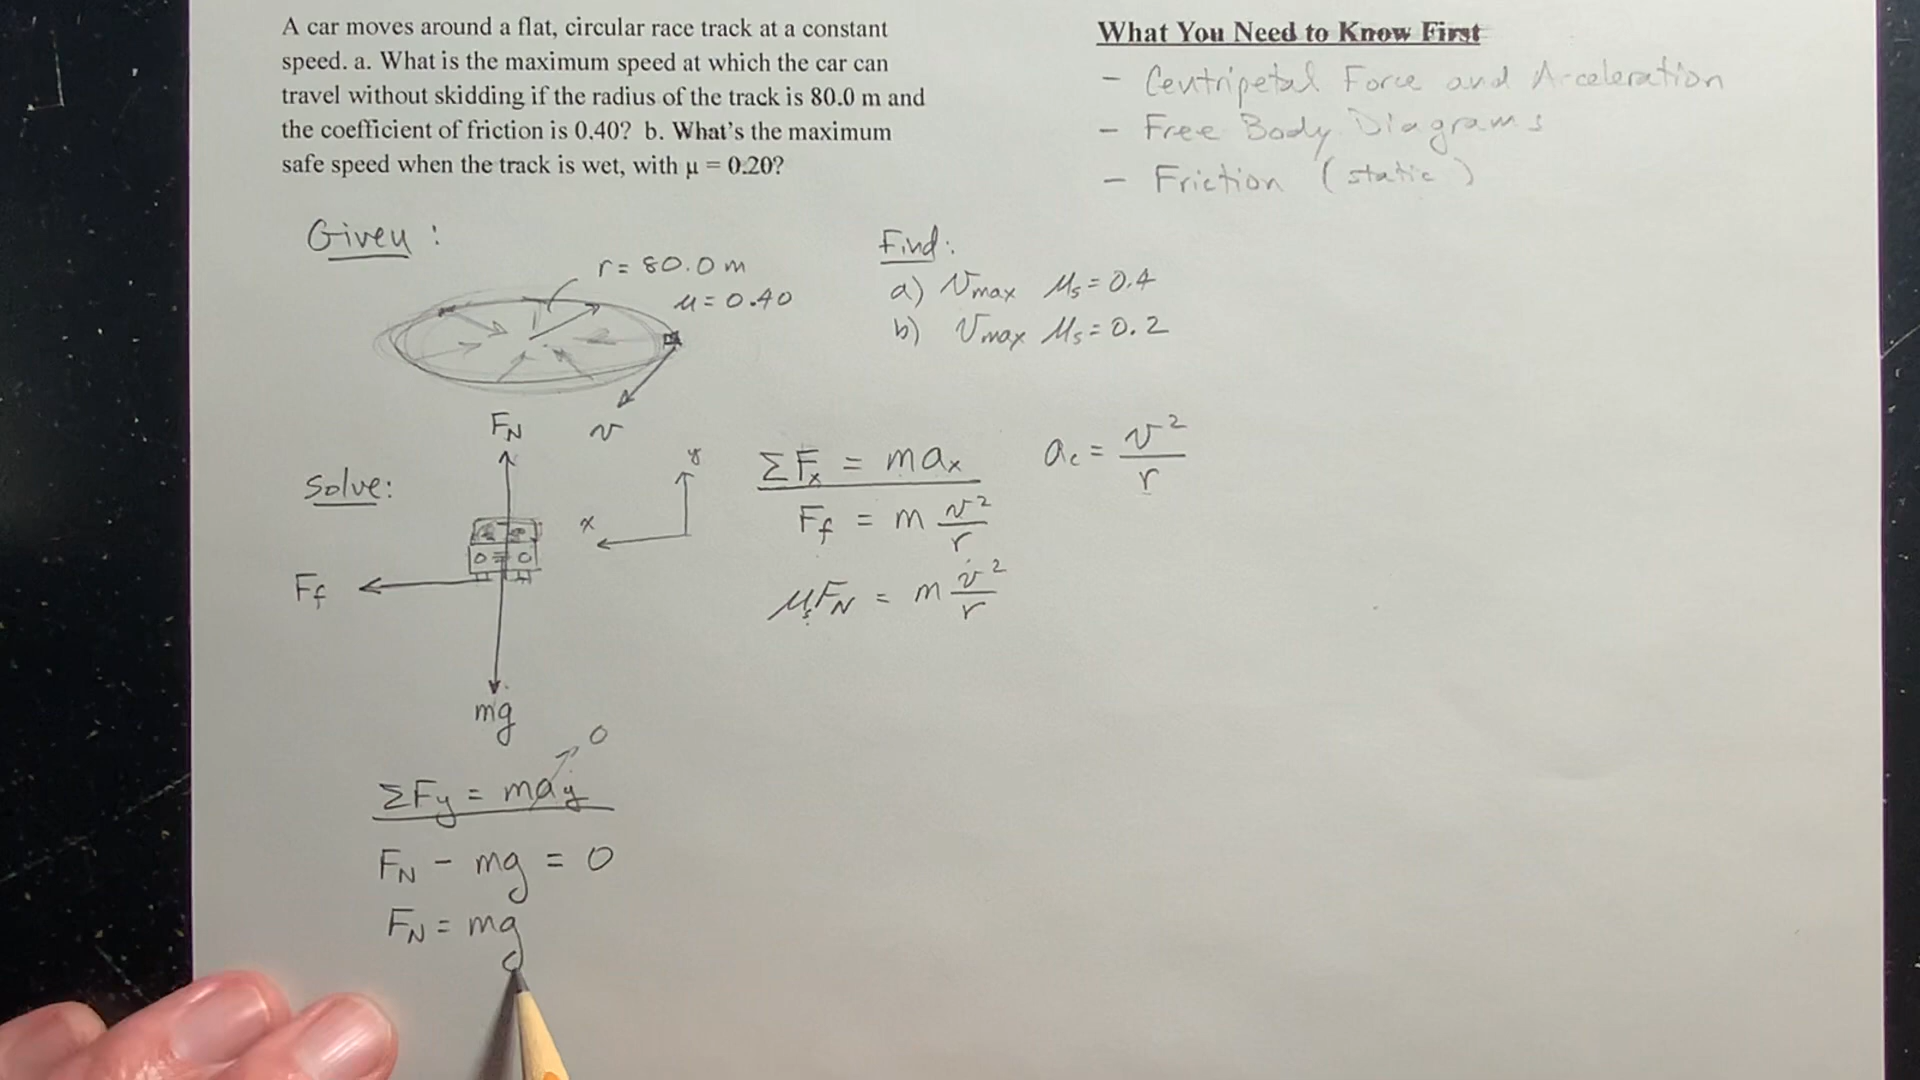 A car moves around a flat, circular race track at a constant
speed. a. What is the maximum speed at which the car can
travel without skidding if the radius of the track is 80.0 m and
the coefficient of friction is 0.40? b. What's the maximum
safe speed when the track is wet, with μ = 0.20?
What You Need to Know First
- Centripetal Force and Acceleration
- Free Body Diagrams
- Friction (static)
Given:
r = 80.0 m
μ = 0.40
v
Find:
a) vmax μs = 0.4
b) vmax μs = 0.2
Solve:
FN
Ff
mg
y
x
ΣFx = max
Ff = m v²/r
μsFN = m v²/r
ac = v²/r
0
ΣFy = may
FN - mg = 0
FN = mg